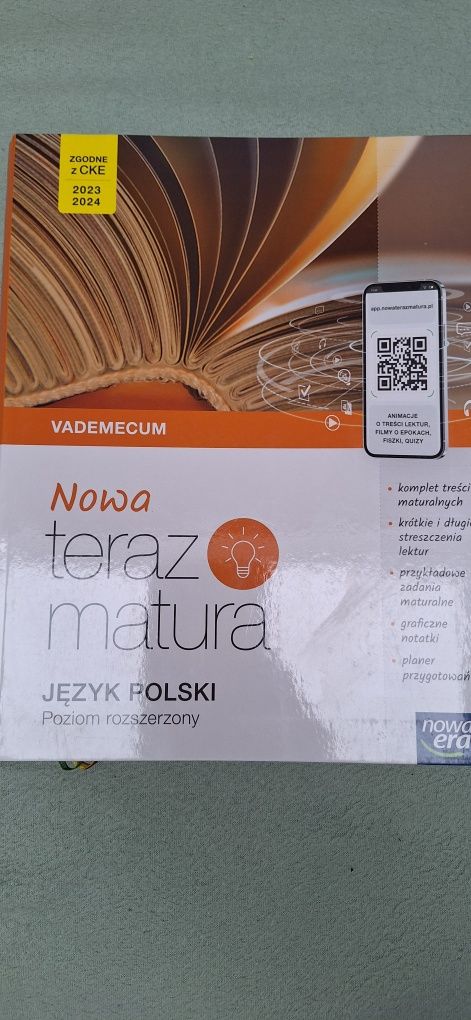 ZGODNE
z CKE
2023
2024
app.nowaterazmatura.pl
ANIMACJE
O TREŚCI LEKTUR,
FILMY O EPOKACH,
FISZKI, QUIZY
VADEMECUM
Nowa
teraz
matura
JĘZYK POLSKI
Poziom rozszerzony
• komplet treści
maturalnych
• krótkie i długie
streszczenia
lektur
• przykładowe
zadania
maturalne
• graficzne
notatki
• planer
przygotowań
nowa
era